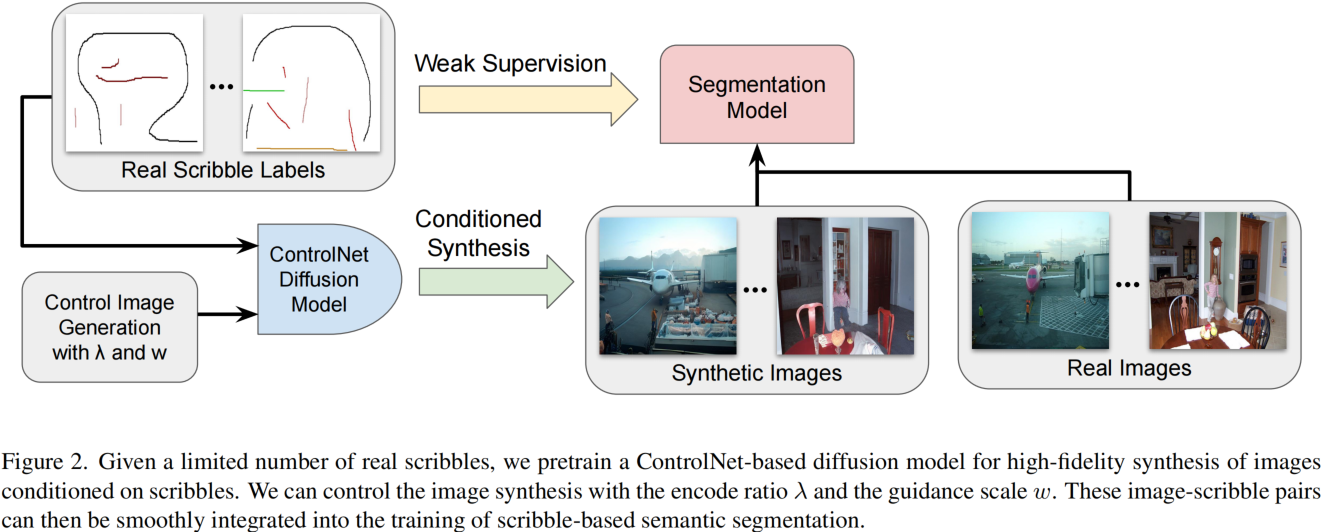 Real Scribble Labels
Weak Supervision
Segmentation
Model
Control Image
Generation
with λ and w
ControlNet
Diffusion
Model
Conditioned
Synthesis
Synthetic Images
Real Images
Figure 2. Given a limited number of real scribbles, we pretrain a ControlNet-based diffusion model for high-fidelity synthesis of images
conditioned on scribbles. We can control the image synthesis with the encode ratio λ and the guidance scale w. These image-scribble pairs
can then be smoothly integrated into the training of scribble-based semantic segmentation.